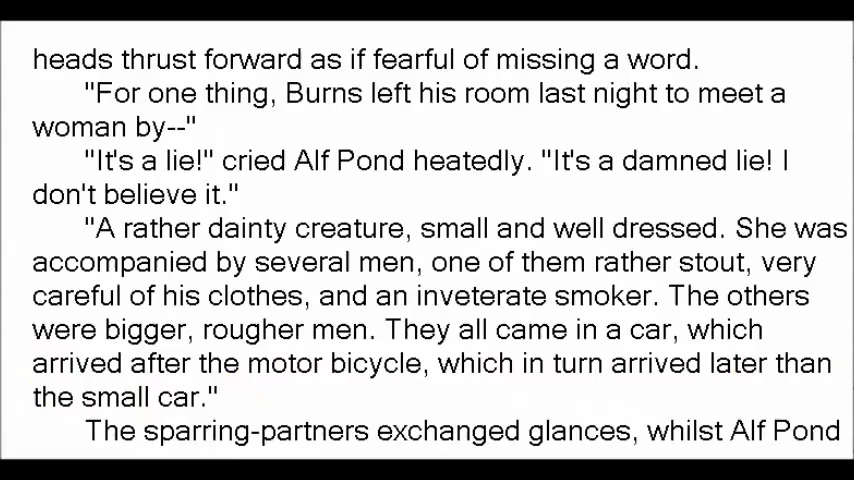 heads thrust forward as if fearful of missing a word.
"For one thing, Burns left his room last night to meet a
woman by--"
"It's a lie!" cried Alf Pond heatedly. "It's a damned lie! I
don't believe it."
"A rather dainty creature, small and well dressed. She was
accompanied by several men, one of them rather stout, very
careful of his clothes, and an inveterate smoker. The others
were bigger, rougher men. They all came in a car, which
arrived after the motor bicycle, which in turn arrived later than
the small car."
The sparring-partners exchanged glances, whilst Alf Pond